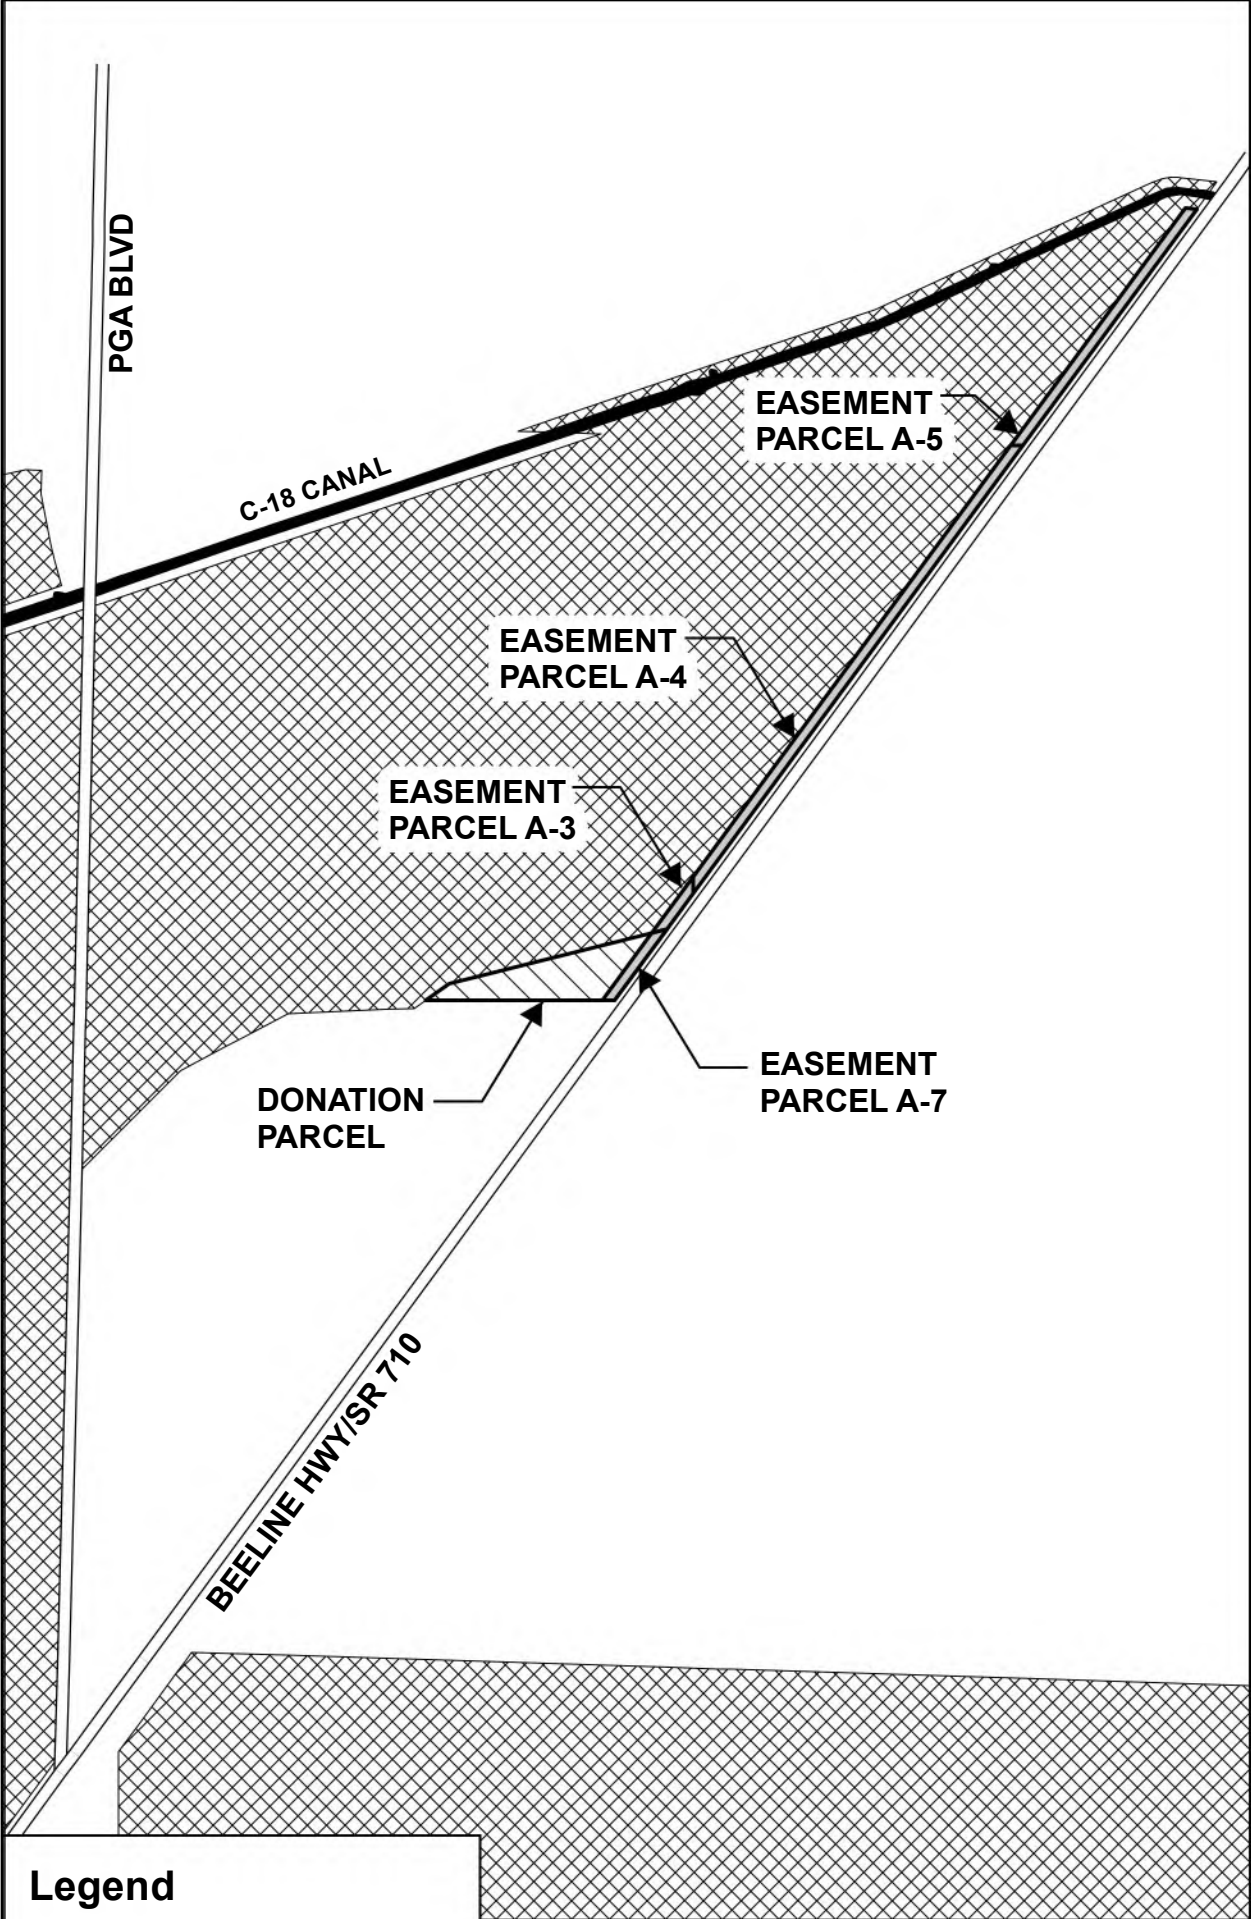 PGA BLVD
EASEMENT
PARCEL A-5
C-18 CANAL
EASEMENT
PARCEL A-4
EASEMENT
PARCEL A-3
EASEMENT
PARCEL A-7
DONATION
PARCEL
BEELINE HWY/SR 710
Legend